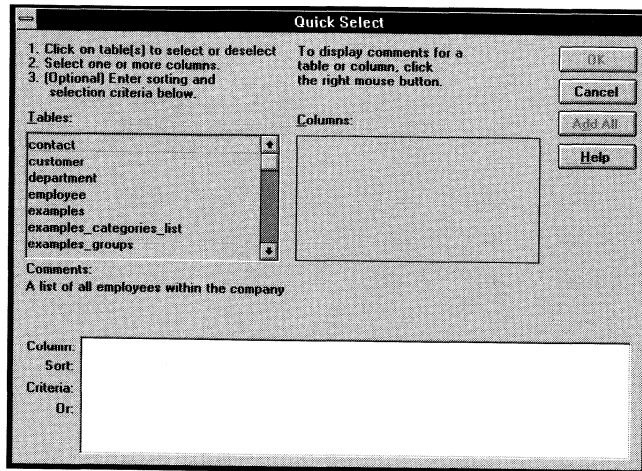 Quick Select
1. Click on table(s) to select or deselect
2. Select one or more columns.
3. (Optional) Enter sorting and
selection criteria below.
To display comments for a
table or column, click
the right mouse button.
OK
Cancel
Add All
Help
Tables:
contact
customer
department
employee
examples
examples_categories_list
examples_groups
Columns:
Comments:
A list of all employees within the company
Column:
Sort:
Criteria:
Or: